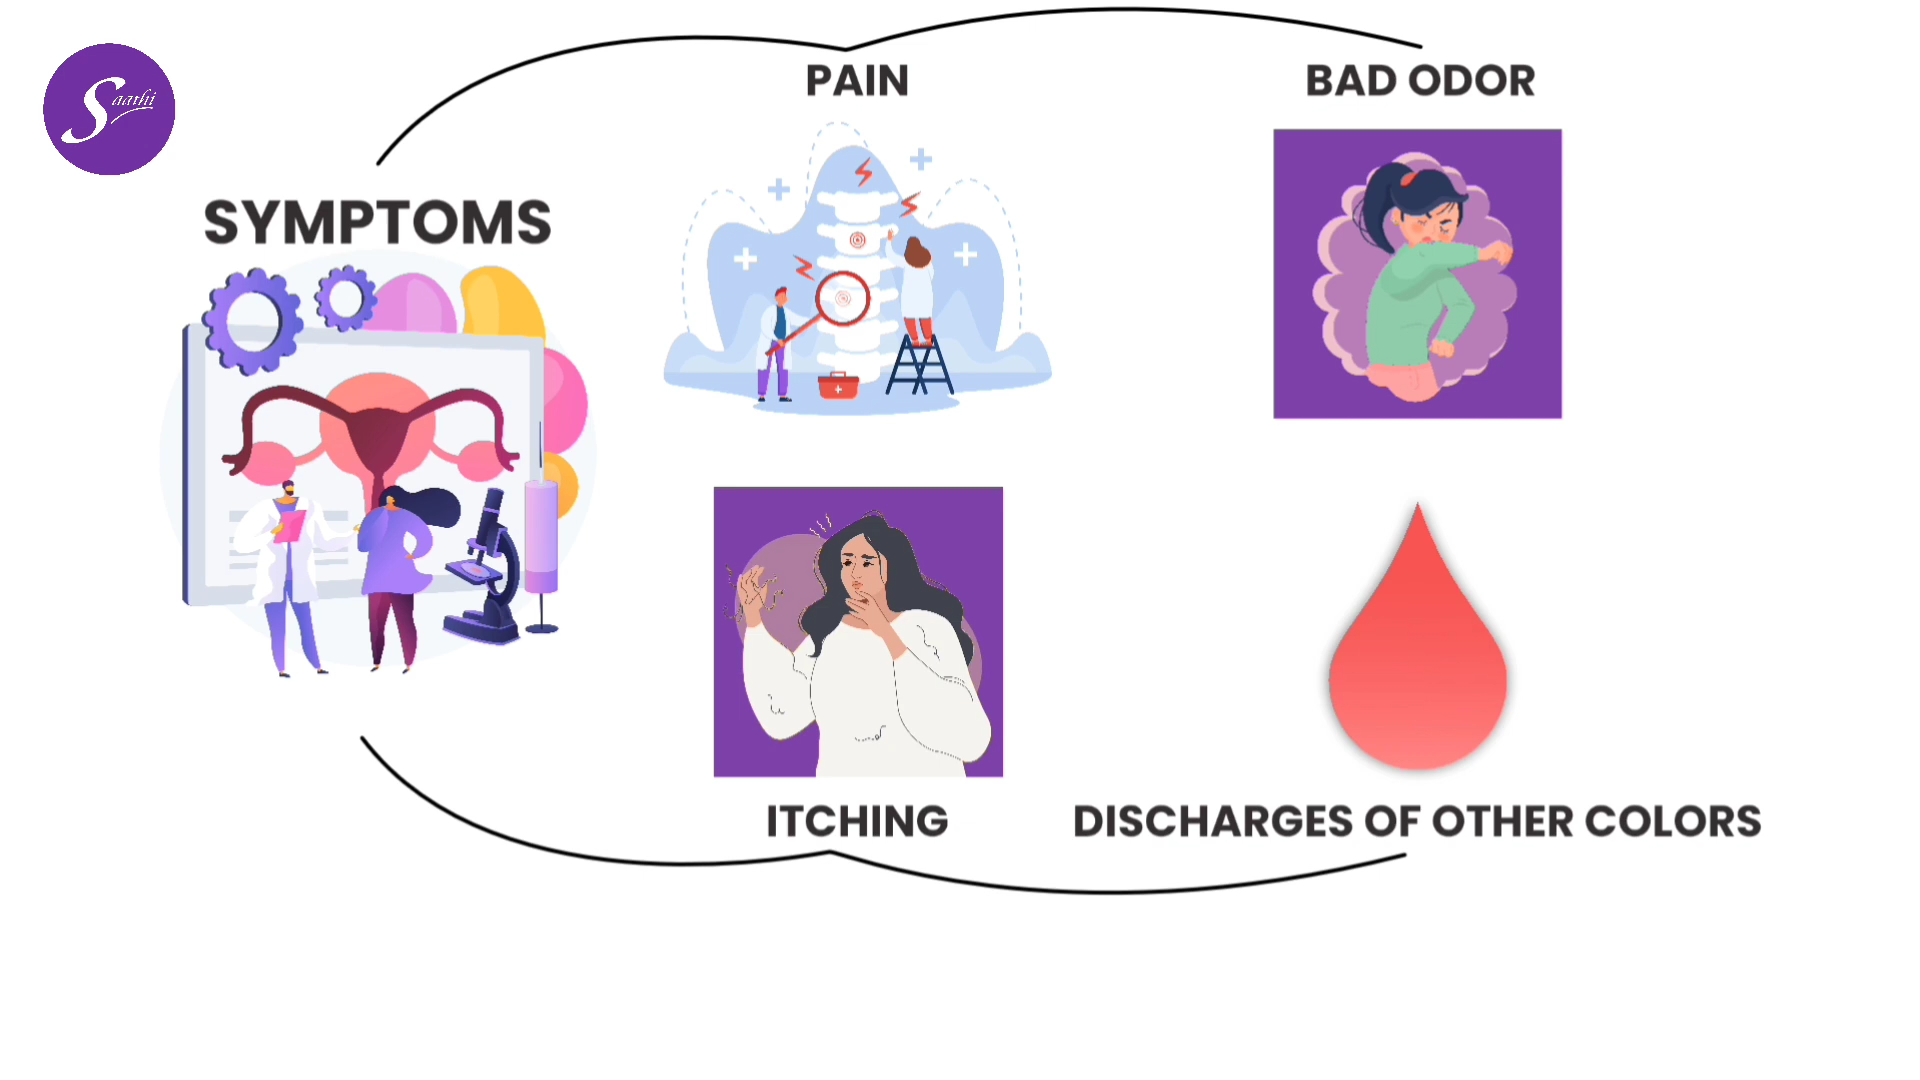 Saathi
PAIN
BAD ODOR
SYMPTOMS
ITCHING
DISCHARGES OF OTHER COLORS